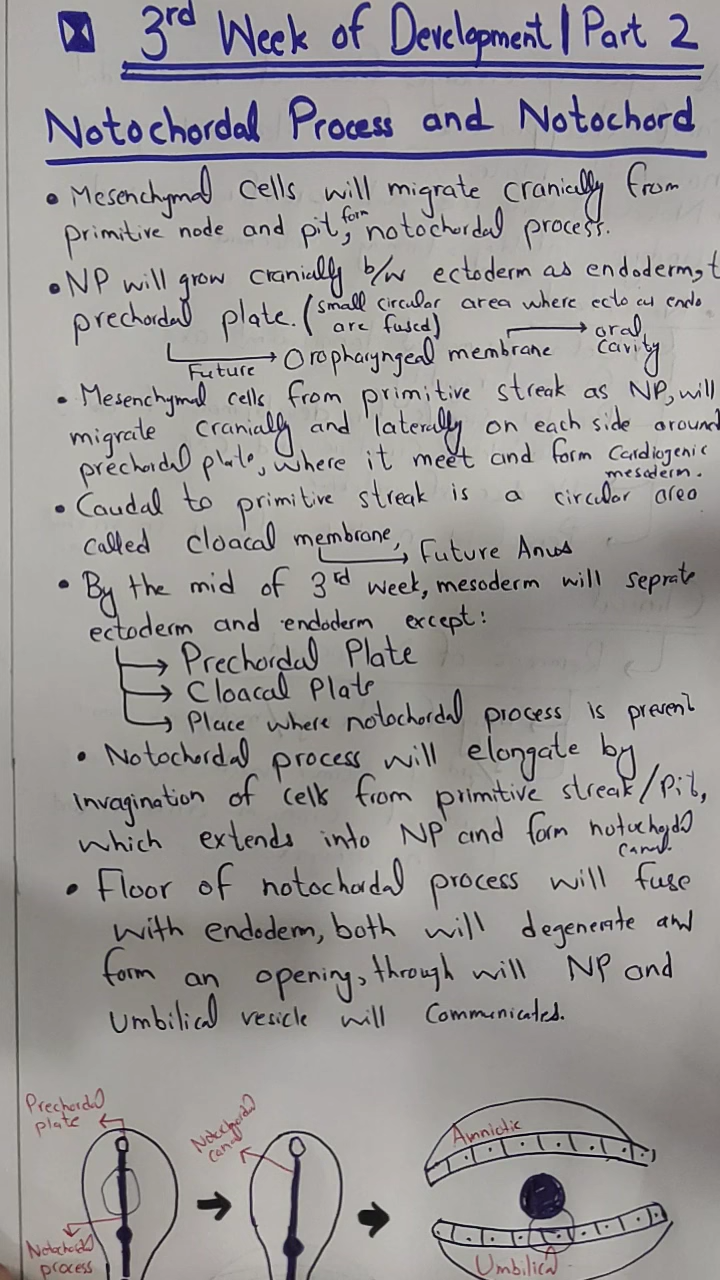 3rd Week of Development | Part 2
Notochordal Process and Notochord
• Mesenchymal cells will migrate cranially from
primitive node and pit, form notochordal process.
• NP will grow cranially b/w ectoderm as endoderm, t
prechordal plate. (small circular area where ecto w endo
are fused)
Future → Oropharyngeal membrane → oral cavity
• Mesenchymal cells from primitive streak as NP, will
migrate cranially and laterally on each side around
prechordal plate, where it meet and form Cardiogenic
mesoderm.
• Caudal to primitive streak is a circular area
called cloacal membrane,
→ Future Anus
• By the mid of 3rd week, mesoderm will seprate
ectoderm and endoderm except:
→ Prechordal Plate
→ Cloacal Plate
→ Place where notochordal process is present
• Notochordal process will elongate by
invagination of cells from primitive streak/pit,
which extends into NP and form notochordal
canal.
• Floor of notochordal process will fuse
with endoderm, both will degenerate and
form an opening, through will NP and
Umbilical vesicle will communicated.
Prechordal
plate
Notochordal
canal
Amniotic
Notochordal
process
Umbilical